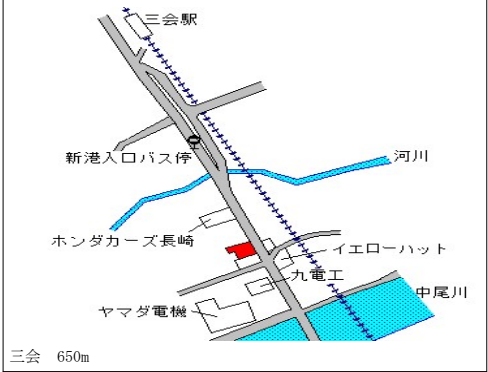 三会駅
新港入口バス停
河川
ホンダカーズ長崎
イエローハット
九電工
中尾川
ヤマダ電機
三会 650m